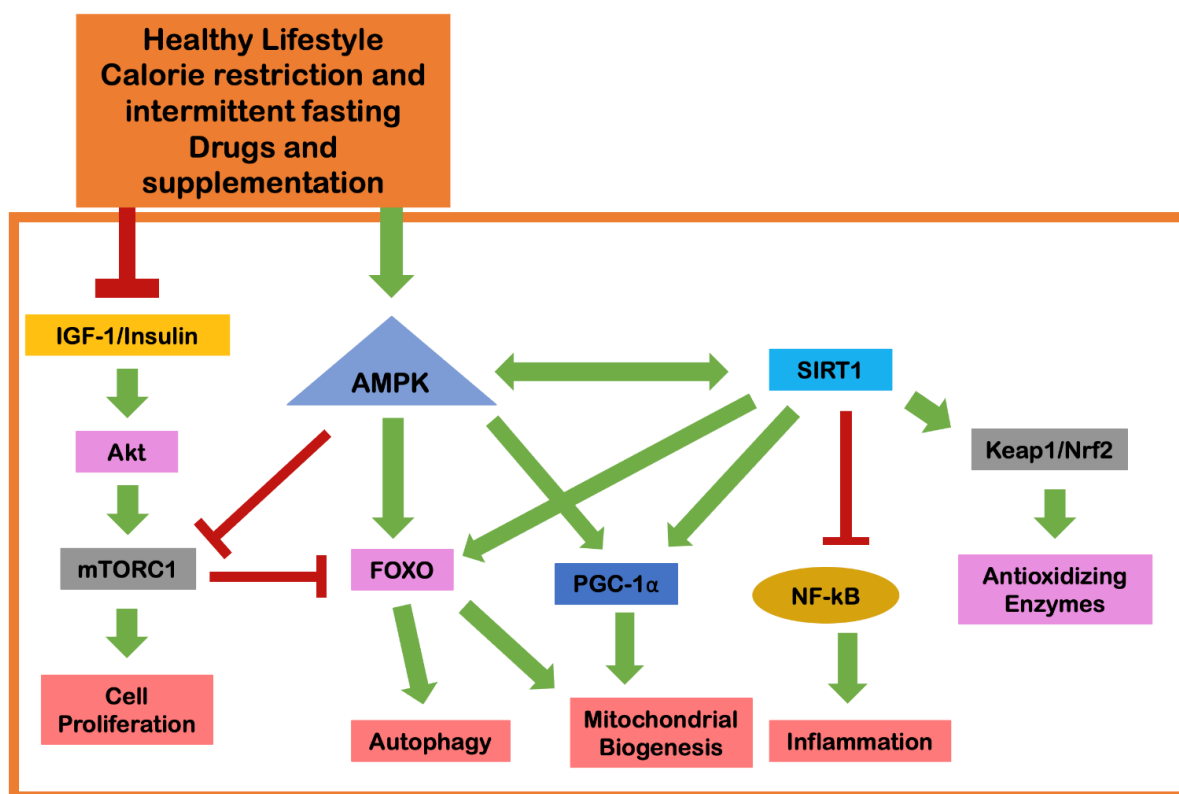 Healthy Lifestyle
Calorie restriction and
intermittent fasting
Drugs and
supplementation
IGF-1/Insulin
AMPK
SIRT1
Akt
Keap1/Nrf2
mTORC1
FOXO
PGC-1α
NF-kB
Antioxidizing
Enzymes
Cell
Proliferation
Autophagy
Mitochondrial
Biogenesis
Inflammation